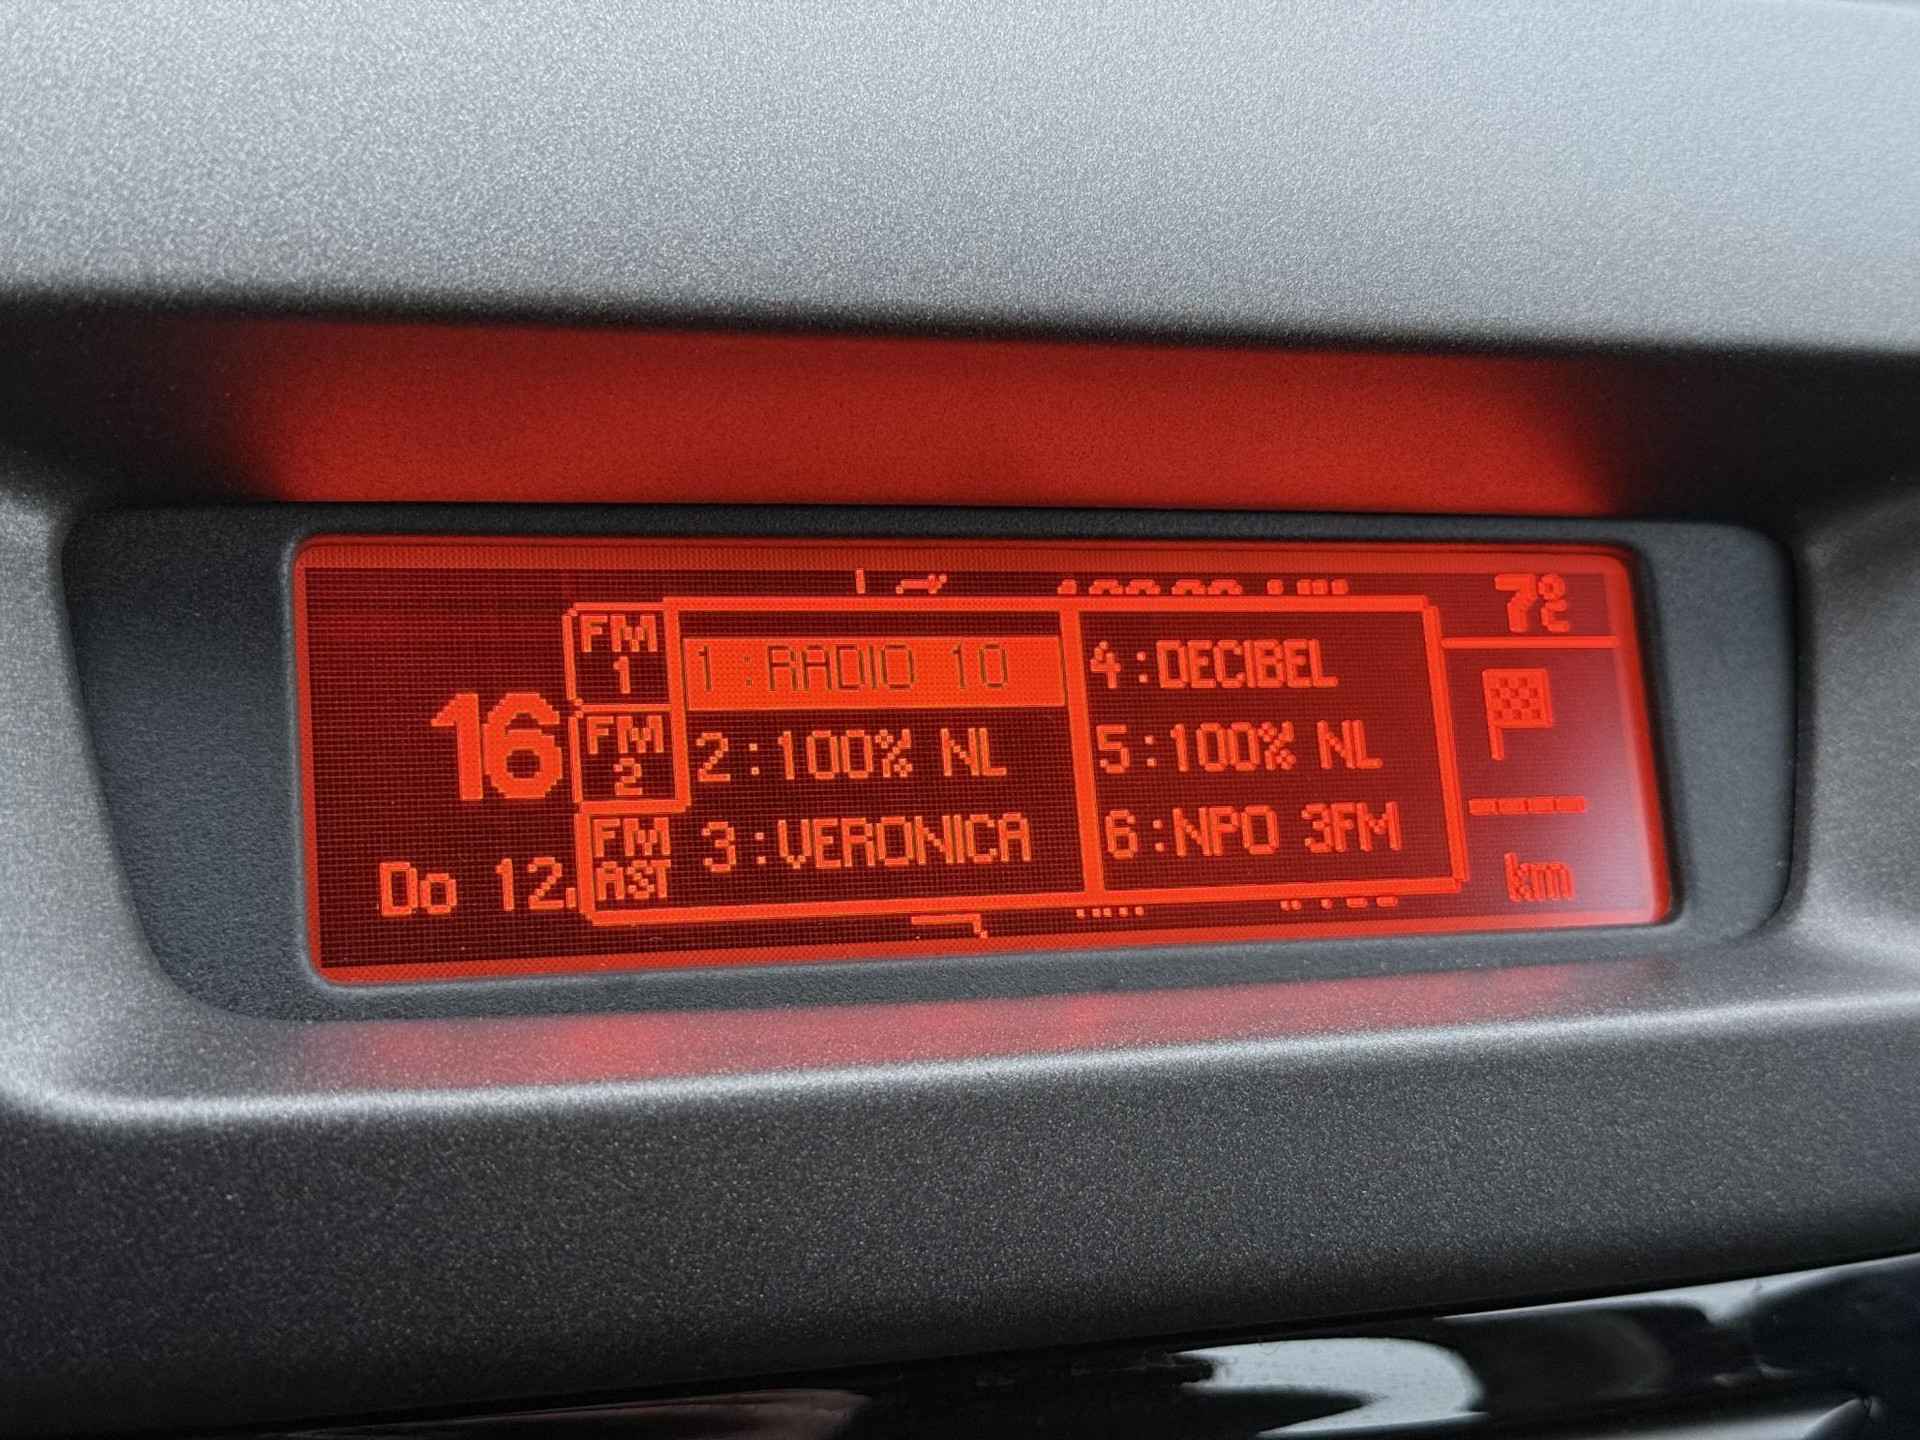 7°C
FM
1
FM
2
FM
AST
1:RADIO 10
2:100% NL
3:VERONICA
4:DECIBEL
5:100% NL
6:NPO 3FM
16
Do 12
---- 
km